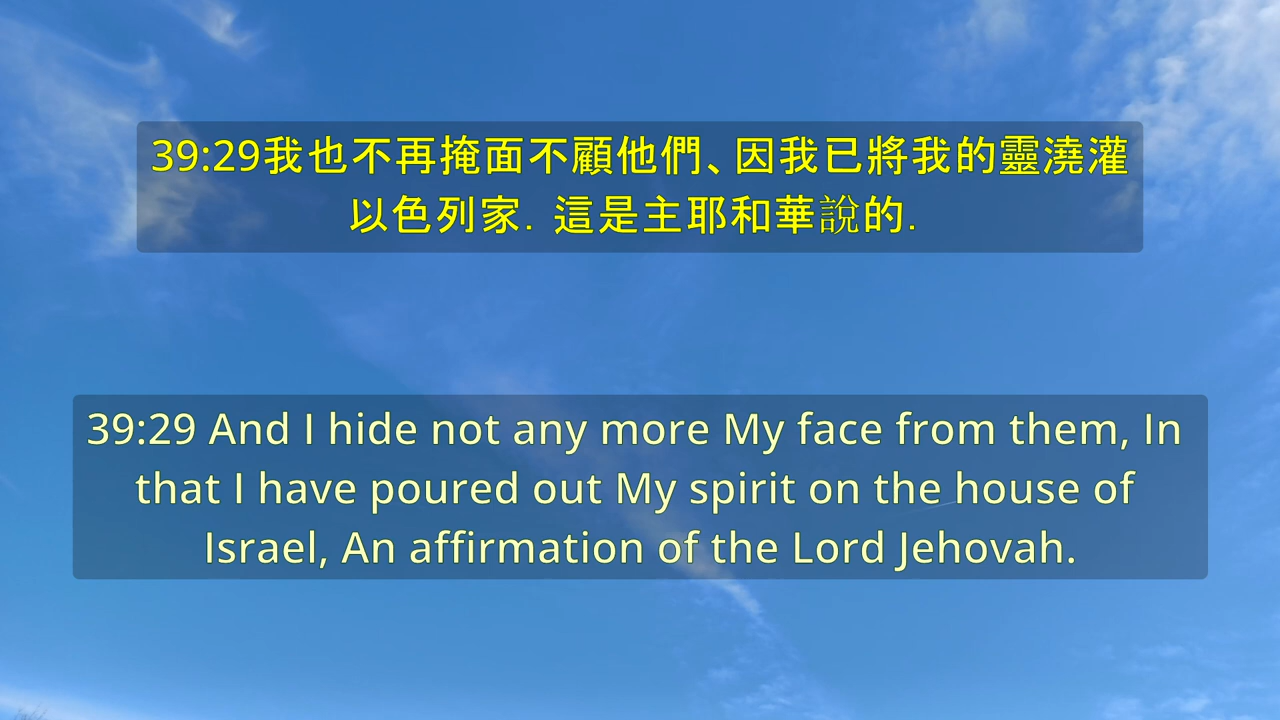 39:29我也不再掩面不顧他們、因我已將我的靈澆灌
以色列家. 這是主耶和華說的.
39:29 And I hide not any more My face from them, In
that I have poured out My spirit on the house of
Israel, An affirmation of the Lord Jehovah.